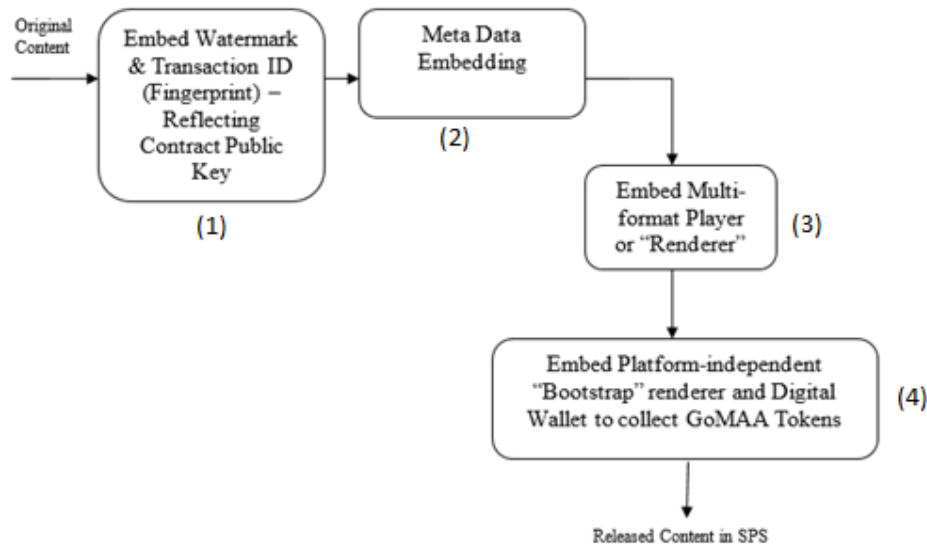 Original
Content
Embed Watermark
& Transaction ID
(Fingerprint) –
Reflecting
Contract Public
Key
(1)
Meta Data
Embedding
(2)
Embed Multi-
format Player
or “Renderer”
(3)
Embed Platform-independent
“Bootstrap” renderer and Digital
Wallet to collect GoMAA Tokens
(4)
Released Content in SPS